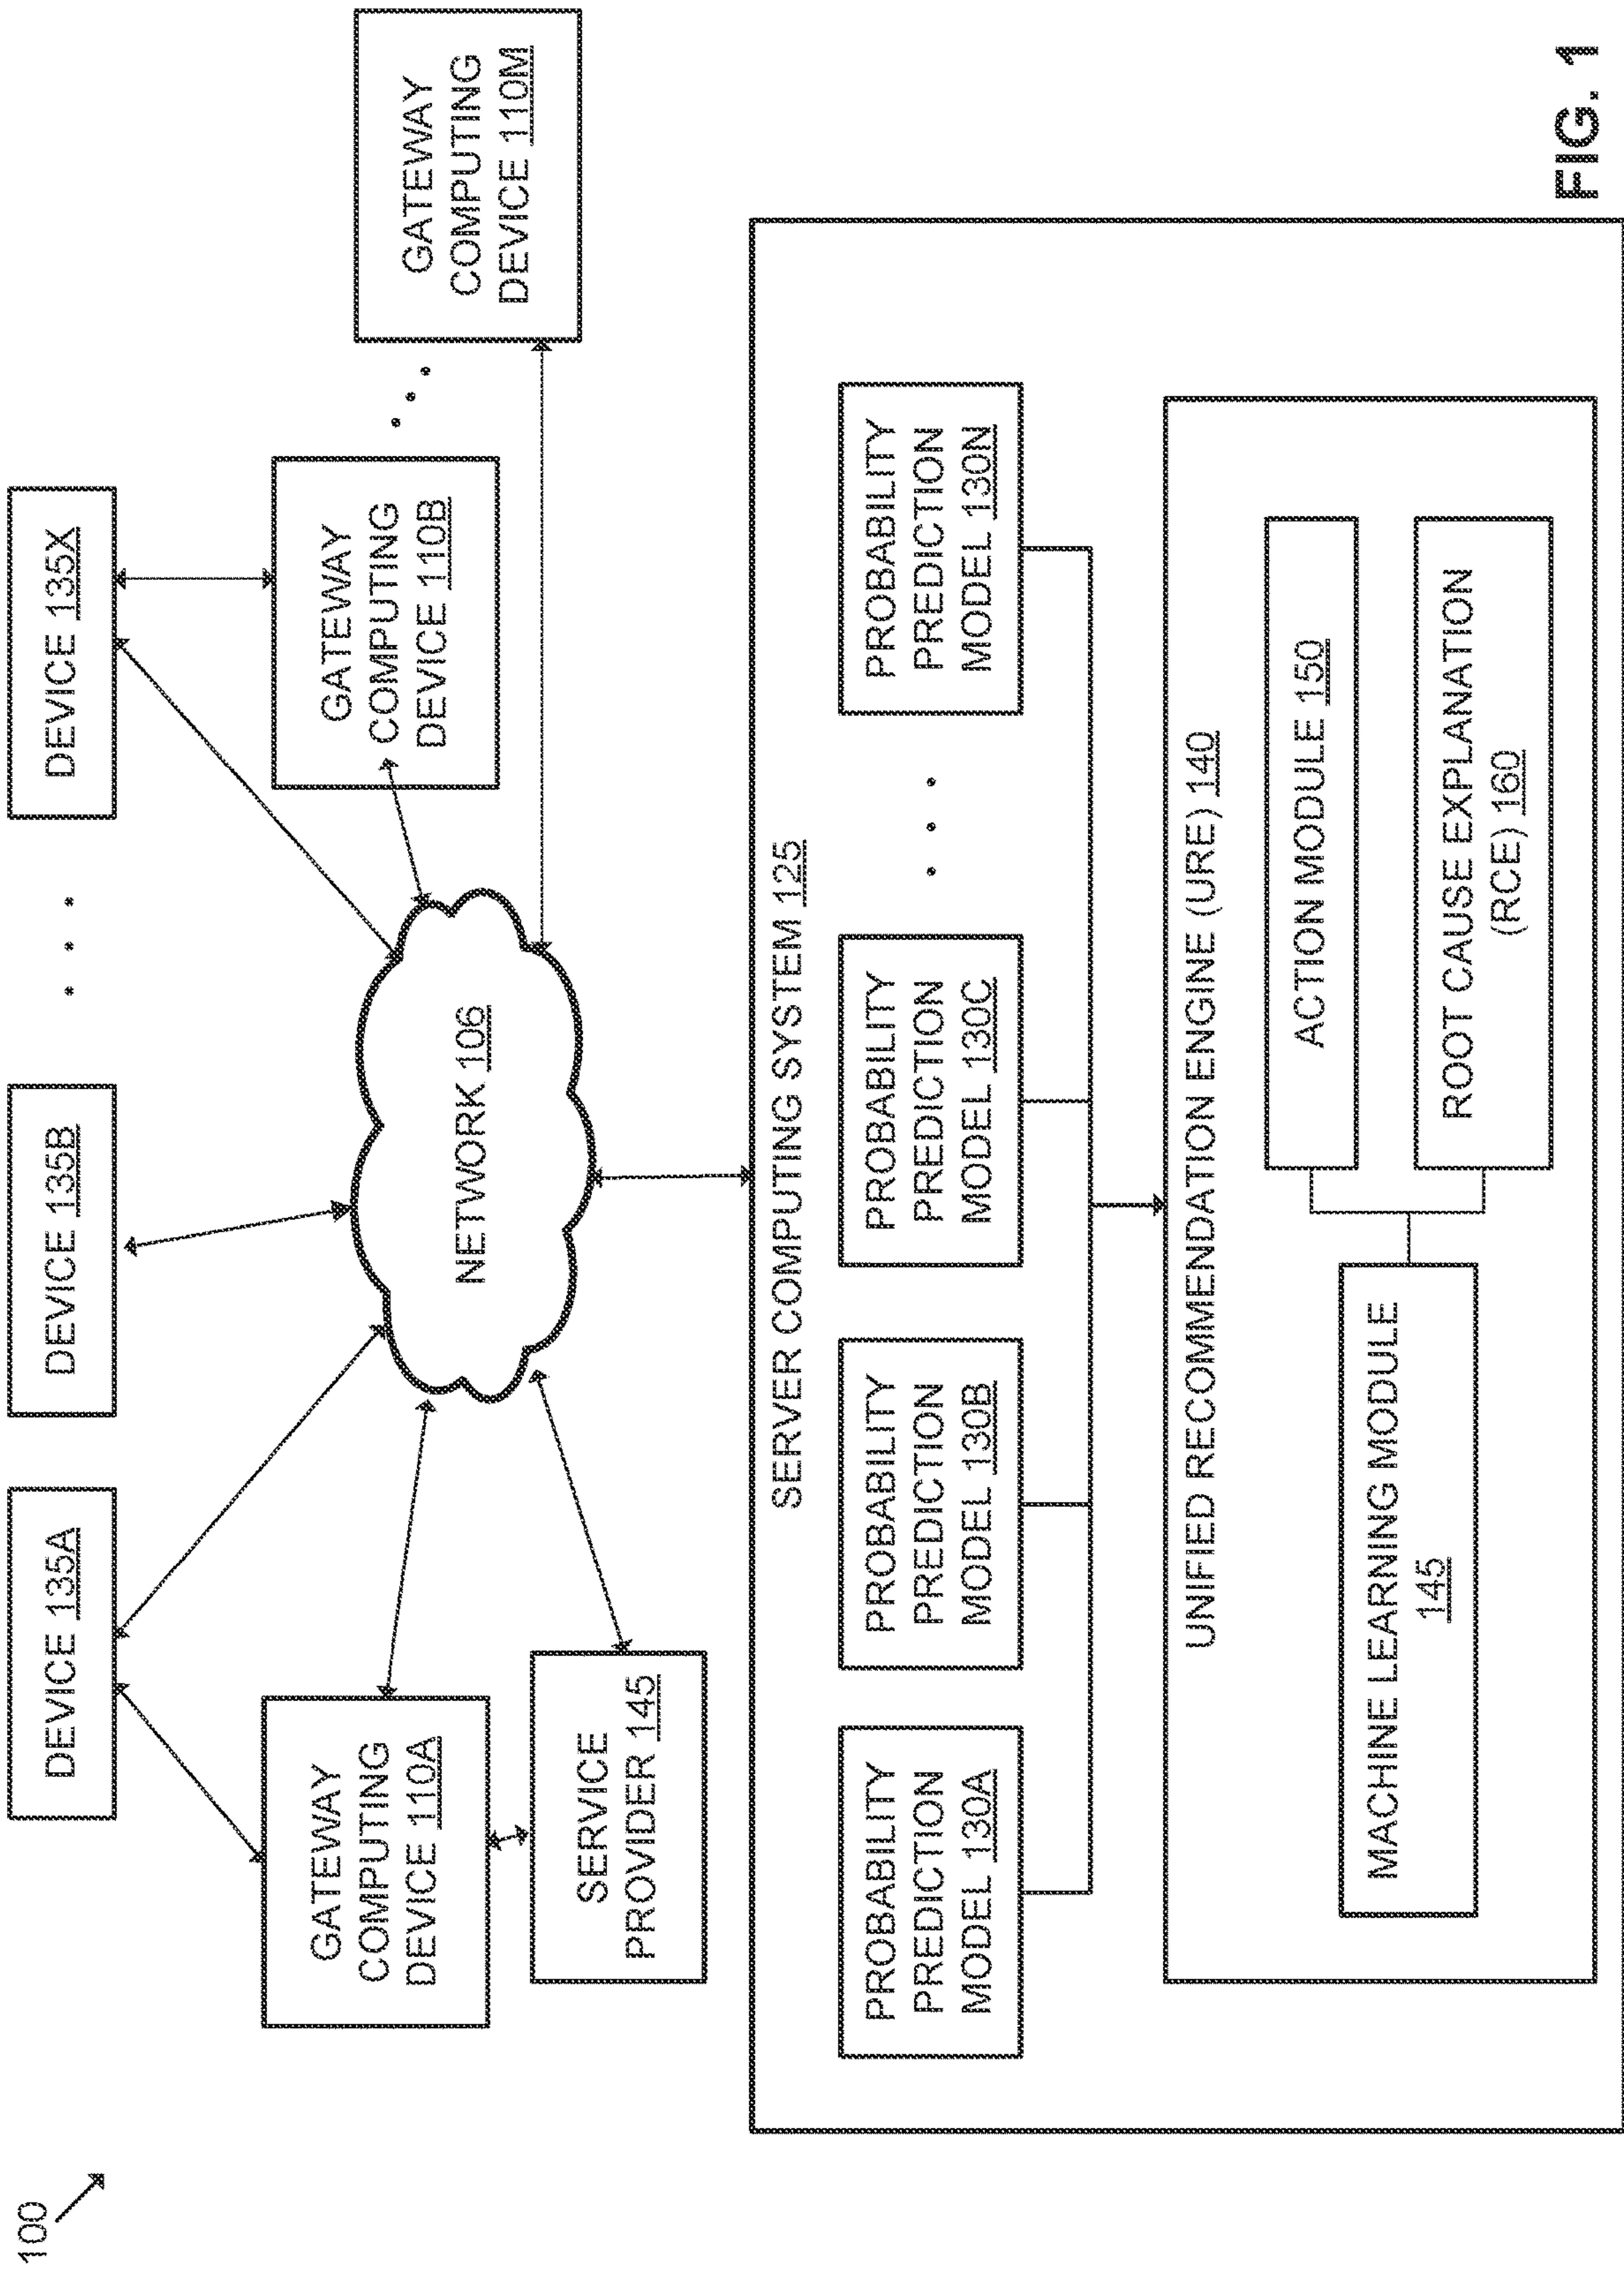 100
DEVICE 135A
DEVICE 135B
DEVICE 135X
GATEWAY
COMPUTING
DEVICE 110A
NETWORK 106
GATEWAY
COMPUTING
DEVICE 110B
GATEWAY
COMPUTING
DEVICE 110M
SERVICE
PROVIDER 145
SERVER COMPUTING SYSTEM 125
PROBABILITY
PREDICTION
MODEL 130A
PROBABILITY
PREDICTION
MODEL 130B
PROBABILITY
PREDICTION
MODEL 130C
PROBABILITY
PREDICTION
MODEL 130N
UNIFIED RECOMMENDATION ENGINE (URE) 140
MACHINE LEARNING MODULE
145
ACTION MODULE 150
ROOT CAUSE EXPLANATION
(RCE) 160
FIG. 1